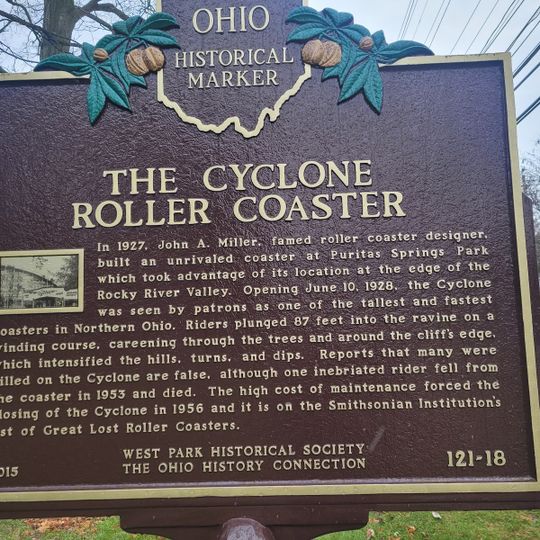 OHIO
HISTORICAL
MARKER
THE CYCLONE
ROLLER COASTER
In 1927, John A. Miller, famed roller coaster designer,
built an unrivaled coaster at Puritas Springs Park
which took advantage of its location at the edge of the
Rocky River Valley. Opening June 10, 1928, the Cyclone
was seen by patrons as one of the tallest and fastest
oasters in Northern Ohio. Riders plunged 87 feet into the ravine on a
winding course, careening through the trees and around the cliff's edge,
which intensified the hills, turns, and dips. Reports that many were
illed on the Cyclone are false, although one inebriated rider fell from
he coaster in 1953 and died. The high cost of maintenance forced the
losing of the Cyclone in 1956 and it is on the Smithsonian Institution's
ist of Great Lost Roller Coasters.
WEST PARK HISTORICAL SOCIETY
THE OHIO HISTORY CONNECTION
015
121-18